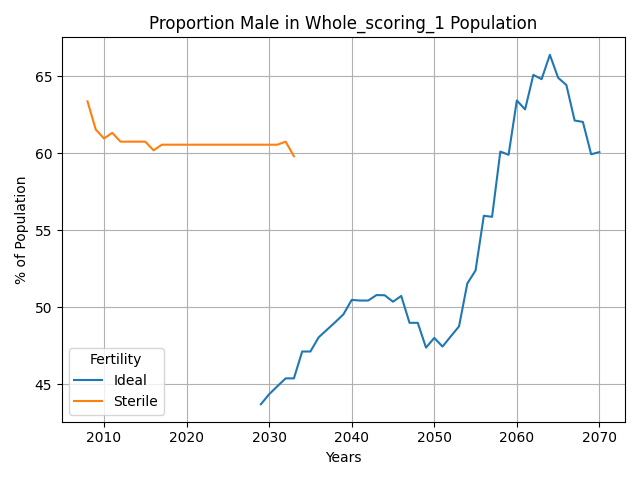 Proportion Male in Whole_scoring_1 Population
% of Population
65
60
55
50
45
Fertility
Ideal
Sterile
2010 2020 2030 2040 2050 2060 2070
Years